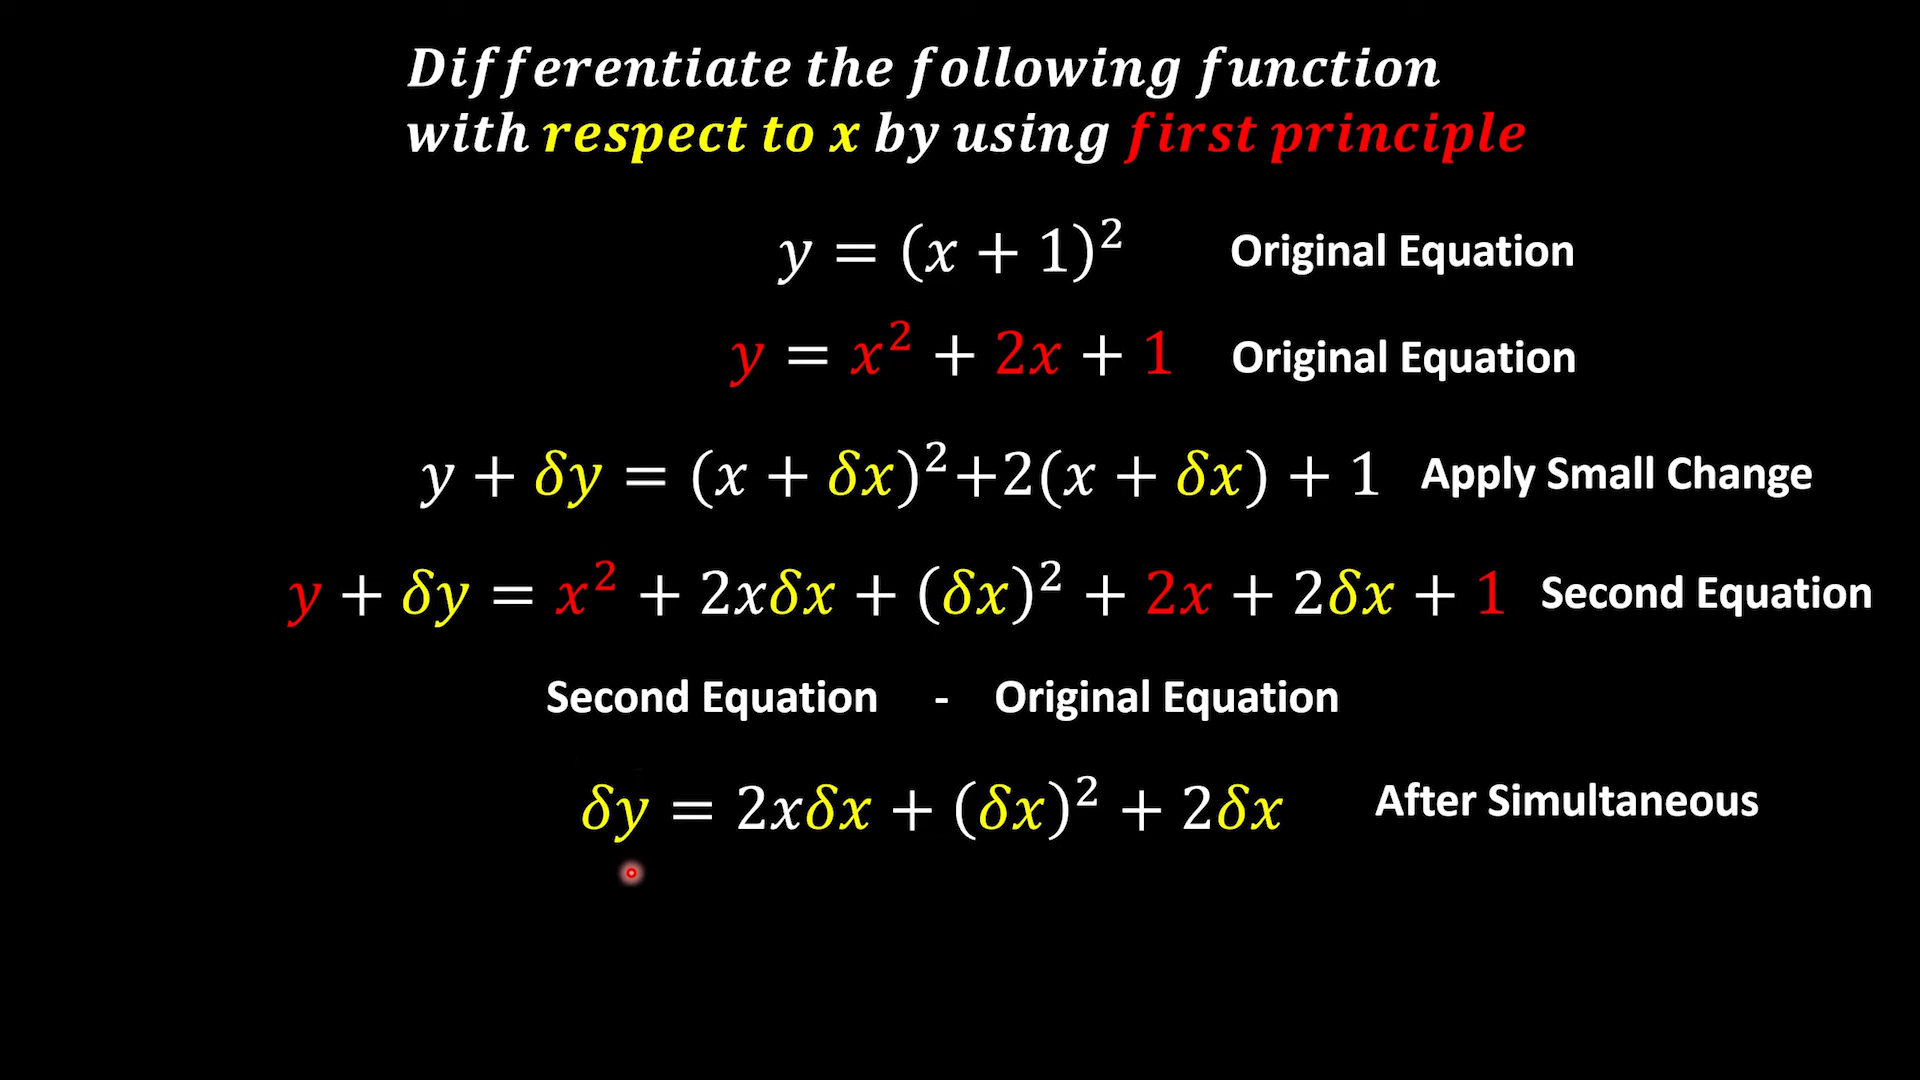 Differentiate the following function
with respect to x by using first principle
y = (x + 1)² Original Equation
y = x² + 2x + 1 Original Equation
y + δy = (x + δx)²+2(x + δx) + 1 Apply Small Change
y + δy = x² + 2xδx + (δx)² + 2x + 2δx + 1 Second Equation
Second Equation - Original Equation
δy = 2xδx + (δx)² + 2δx After Simultaneous